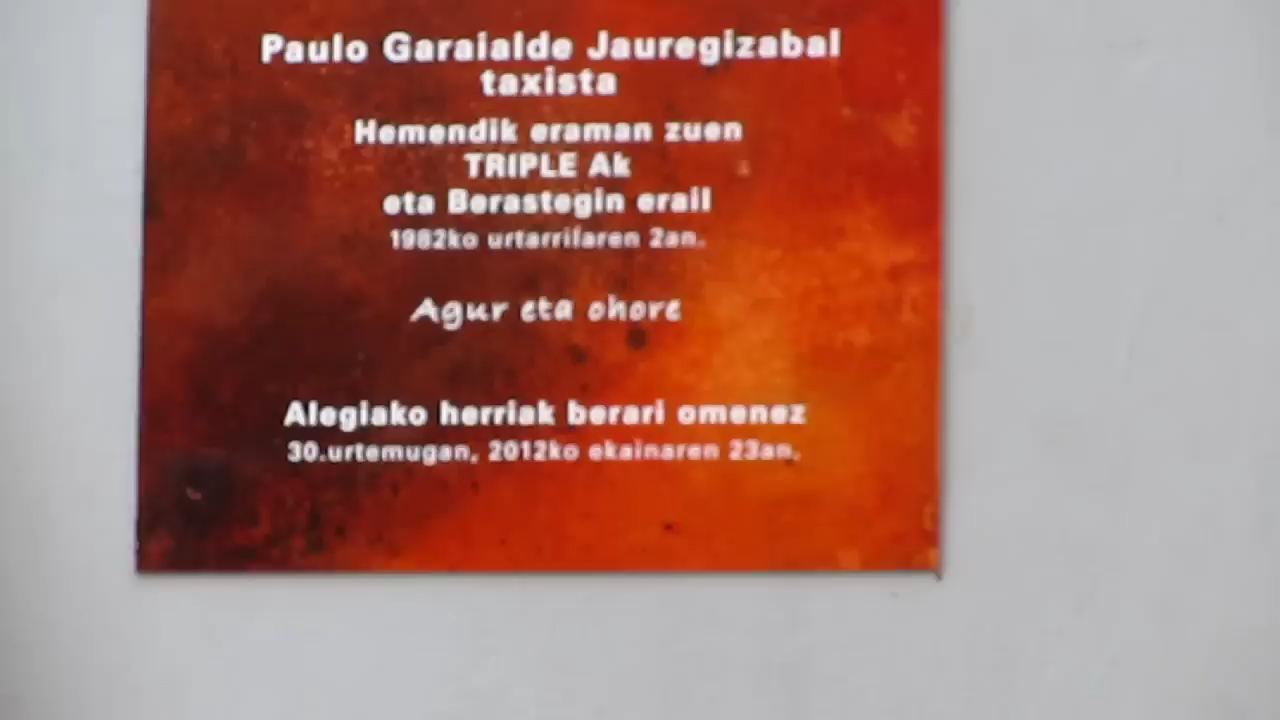 Paulo Garaialde Jauregizabal
taxista
Hemendik eraman zuen
TRIPLE Ak
eta Berastegin erail
1982ko urtarrilaren 2an.
Agur eta ohore
Alegiako herriak berari omenez
30.urtemugan, 2012ko ekainaren 23an.